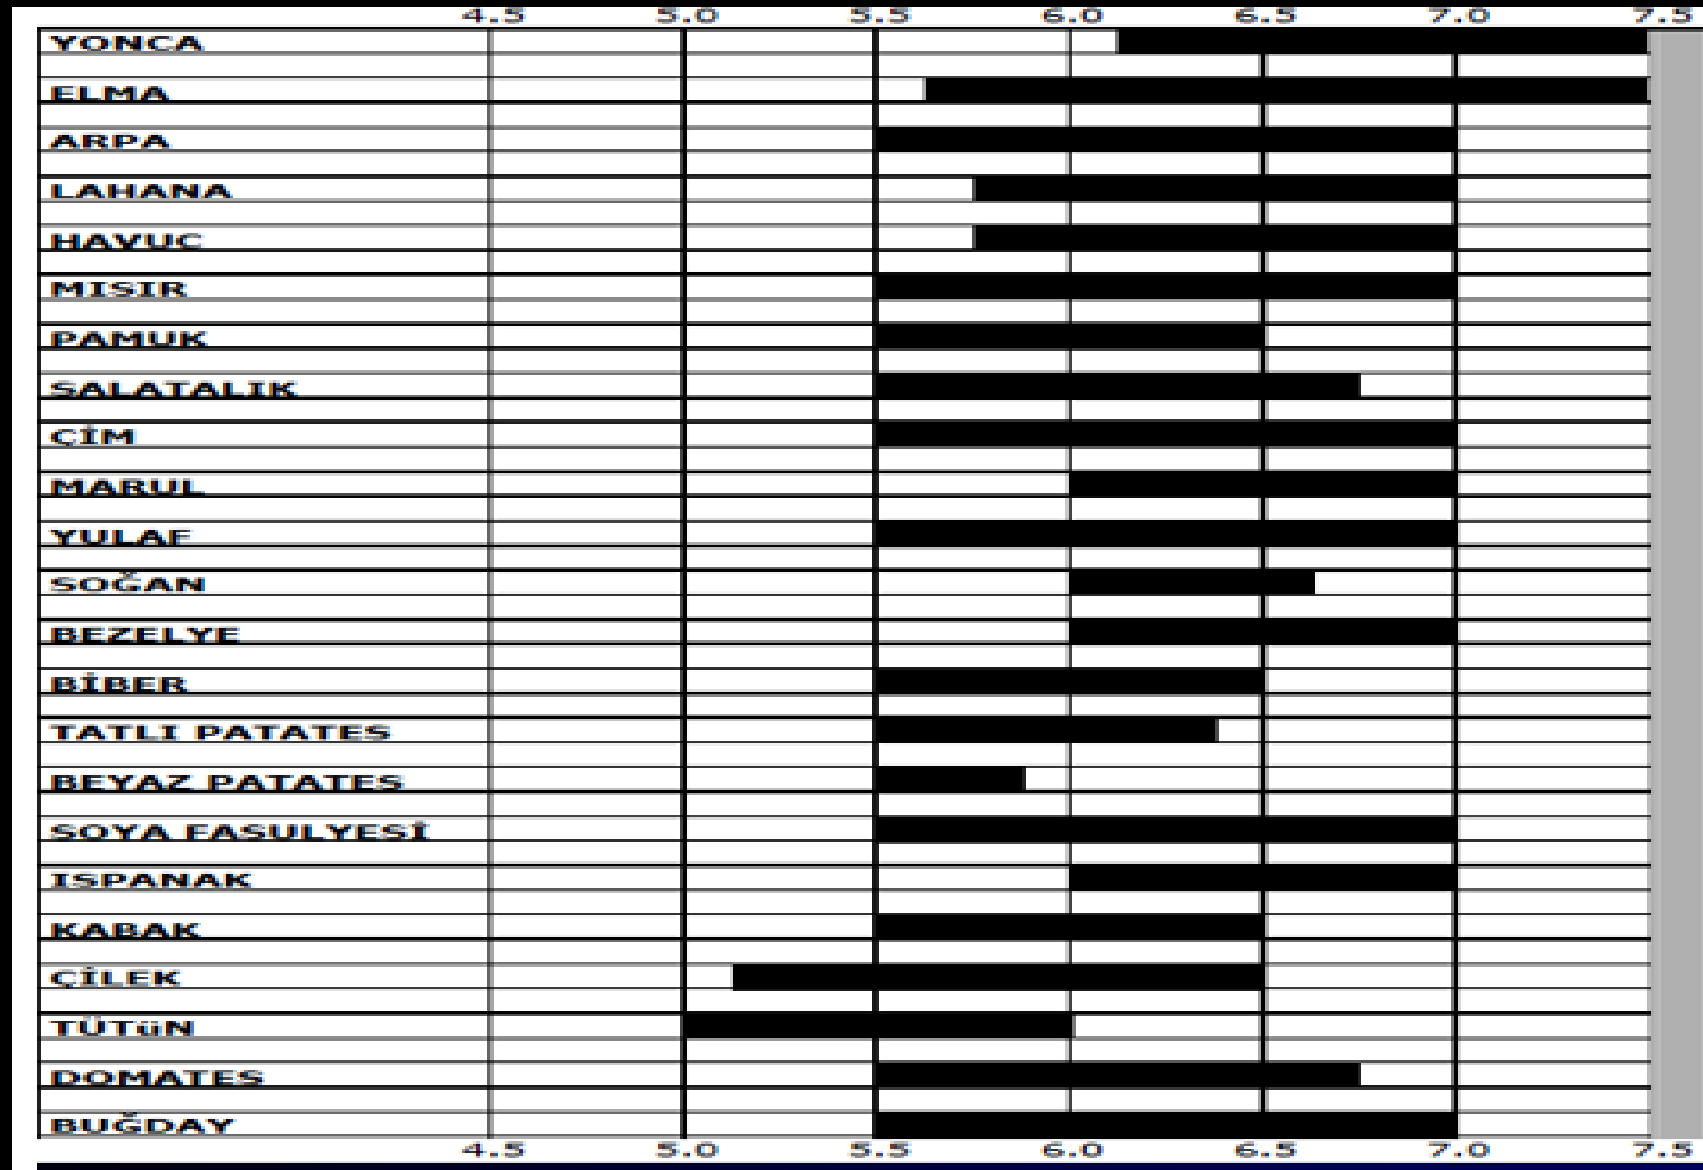 4.5 5.0 5.5 6.0 6.5 7.0 7.5
YONCA
ELMA
ARPA
LAHANA
HAVUC
MISIR
PAMUK
SALATALIK
ÇİM
MARUL
YULAF
SOĞAN
BEZELYE
BİBER
TATLI PATATES
BEYAZ PATATES
SOYA FASULYESİ
ISPANAK
KABAK
ÇİLEK
TÜTüN
DOMATES
BUĞDAY
4.5 5.0 5.5 6.0 6.5 7.0 7.5